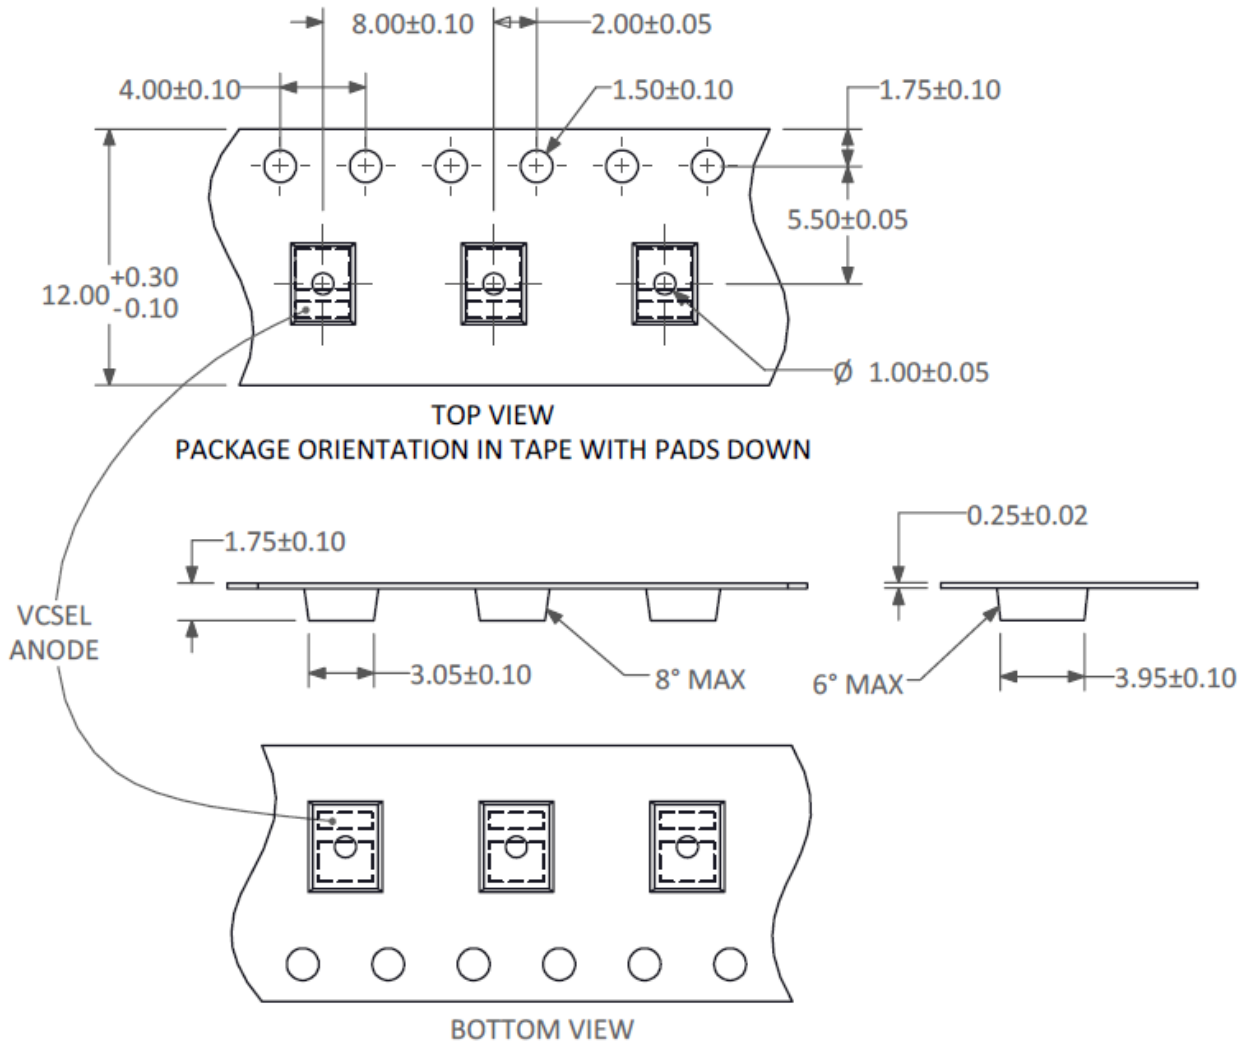 8.00±0.10
2.00±0.05
4.00±0.10
1.50±0.10
1.75±0.10
5.50±0.05
12.00 +0.30
-0.10
Ø 1.00±0.05
TOP VIEW
PACKAGE ORIENTATION IN TAPE WITH PADS DOWN
0.25±0.02
1.75±0.10
VCSEL
ANODE
3.05±0.10
8° MAX
6° MAX
3.95±0.10
BOTTOM VIEW